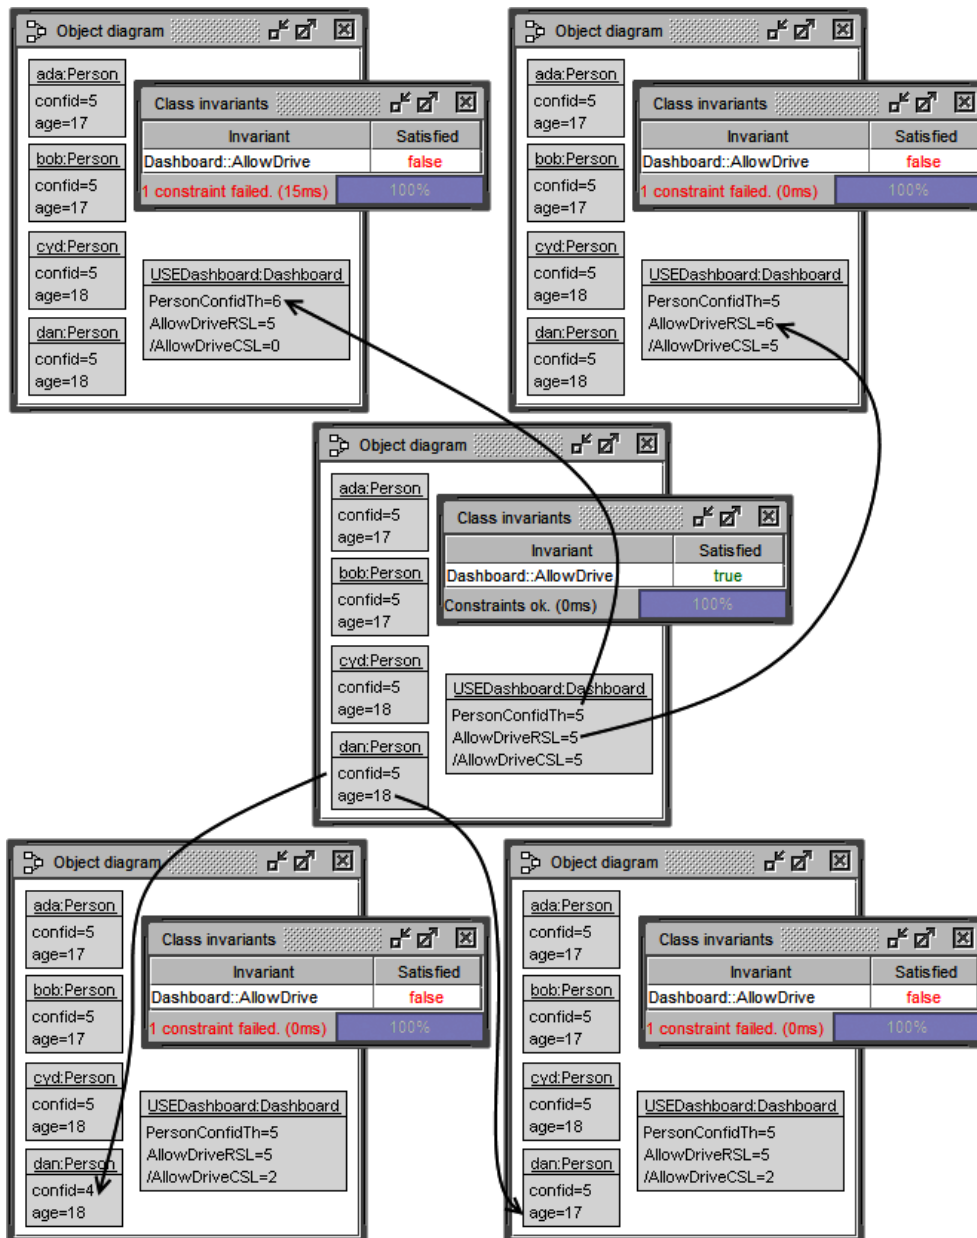 Object diagram
ada:Person
confid=5
age=17
bob:Person
confid=5
age=17
cyd:Person
confid=5
age=18
dan:Person
confid=5
age=18
Class invariants
Invariant Satisfied
Dashboard::AllowDrive false
1 constraint failed. (15ms) 100%
USEDashboard:Dashboard
PersonConfidTh=6
AllowDriveRSL=5
/AllowDriveCSL=0
Object diagram
ada:Person
confid=5
age=17
bob:Person
confid=5
age=17
cyd:Person
confid=5
age=18
dan:Person
confid=5
age=18
Class invariants
Invariant Satisfied
Dashboard::AllowDrive false
1 constraint failed. (0ms) 100%
USEDashboard:Dashboard
PersonConfidTh=5
AllowDriveRSL=6
/AllowDriveCSL=5
Object diagram
ada:Person
confid=5
age=17
bob:Person
confid=5
age=17
cyd:Person
confid=5
age=18
dan:Person
confid=5
age=18
Class invariants
Invariant Satisfied
Dashboard::AllowDrive true
Constraints ok. (0ms) 100%
USEDashboard:Dashboard
PersonConfidTh=5
AllowDriveRSL=5
/AllowDriveCSL=5
Object diagram
ada:Person
confid=5
age=17
bob:Person
confid=5
age=17
cyd:Person
confid=5
age=18
dan:Person
confid=4
age=18
Class invariants
Invariant Satisfied
Dashboard::AllowDrive false
1 constraint failed. (0ms) 100%
USEDashboard:Dashboard
PersonConfidTh=5
AllowDriveRSL=5
/AllowDriveCSL=2
Object diagram
ada:Person
confid=5
age=17
bob:Person
confid=5
age=17
cyd:Person
confid=5
age=18
dan:Person
confid=5
age=17
Class invariants
Invariant Satisfied
Dashboard::AllowDrive false
1 constraint failed. (0ms) 100%
USEDashboard:Dashboard
PersonConfidTh=5
AllowDriveRSL=5
/AllowDriveCSL=2